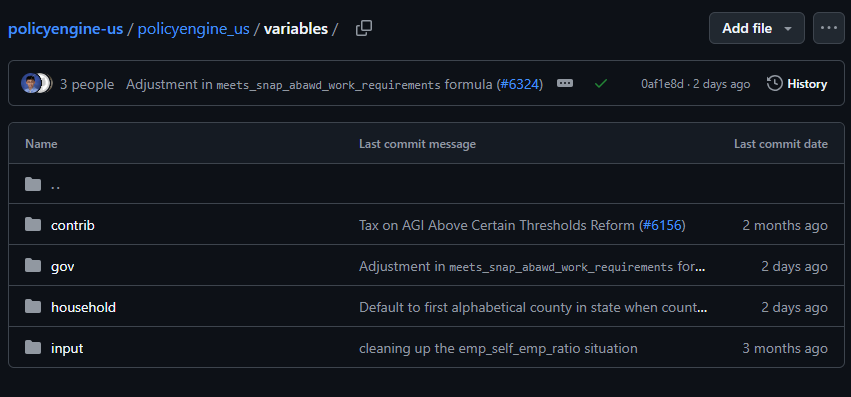 policyengine-us / policyengine_us / variables /
Add file
3 people Adjustment in meets_snap_abawd_work_requirements formula (#6324) 0af1e8d · 2 days ago History
Name Last commit message Last commit date
..
contrib Tax on AGI Above Certain Thresholds Reform (#6156) 2 months ago
gov Adjustment in meets_snap_abawd_work_requirements for... 2 days ago
household Default to first alphabetical county in state when count... 2 days ago
input cleaning up the emp_self_emp_ratio situation 3 months ago